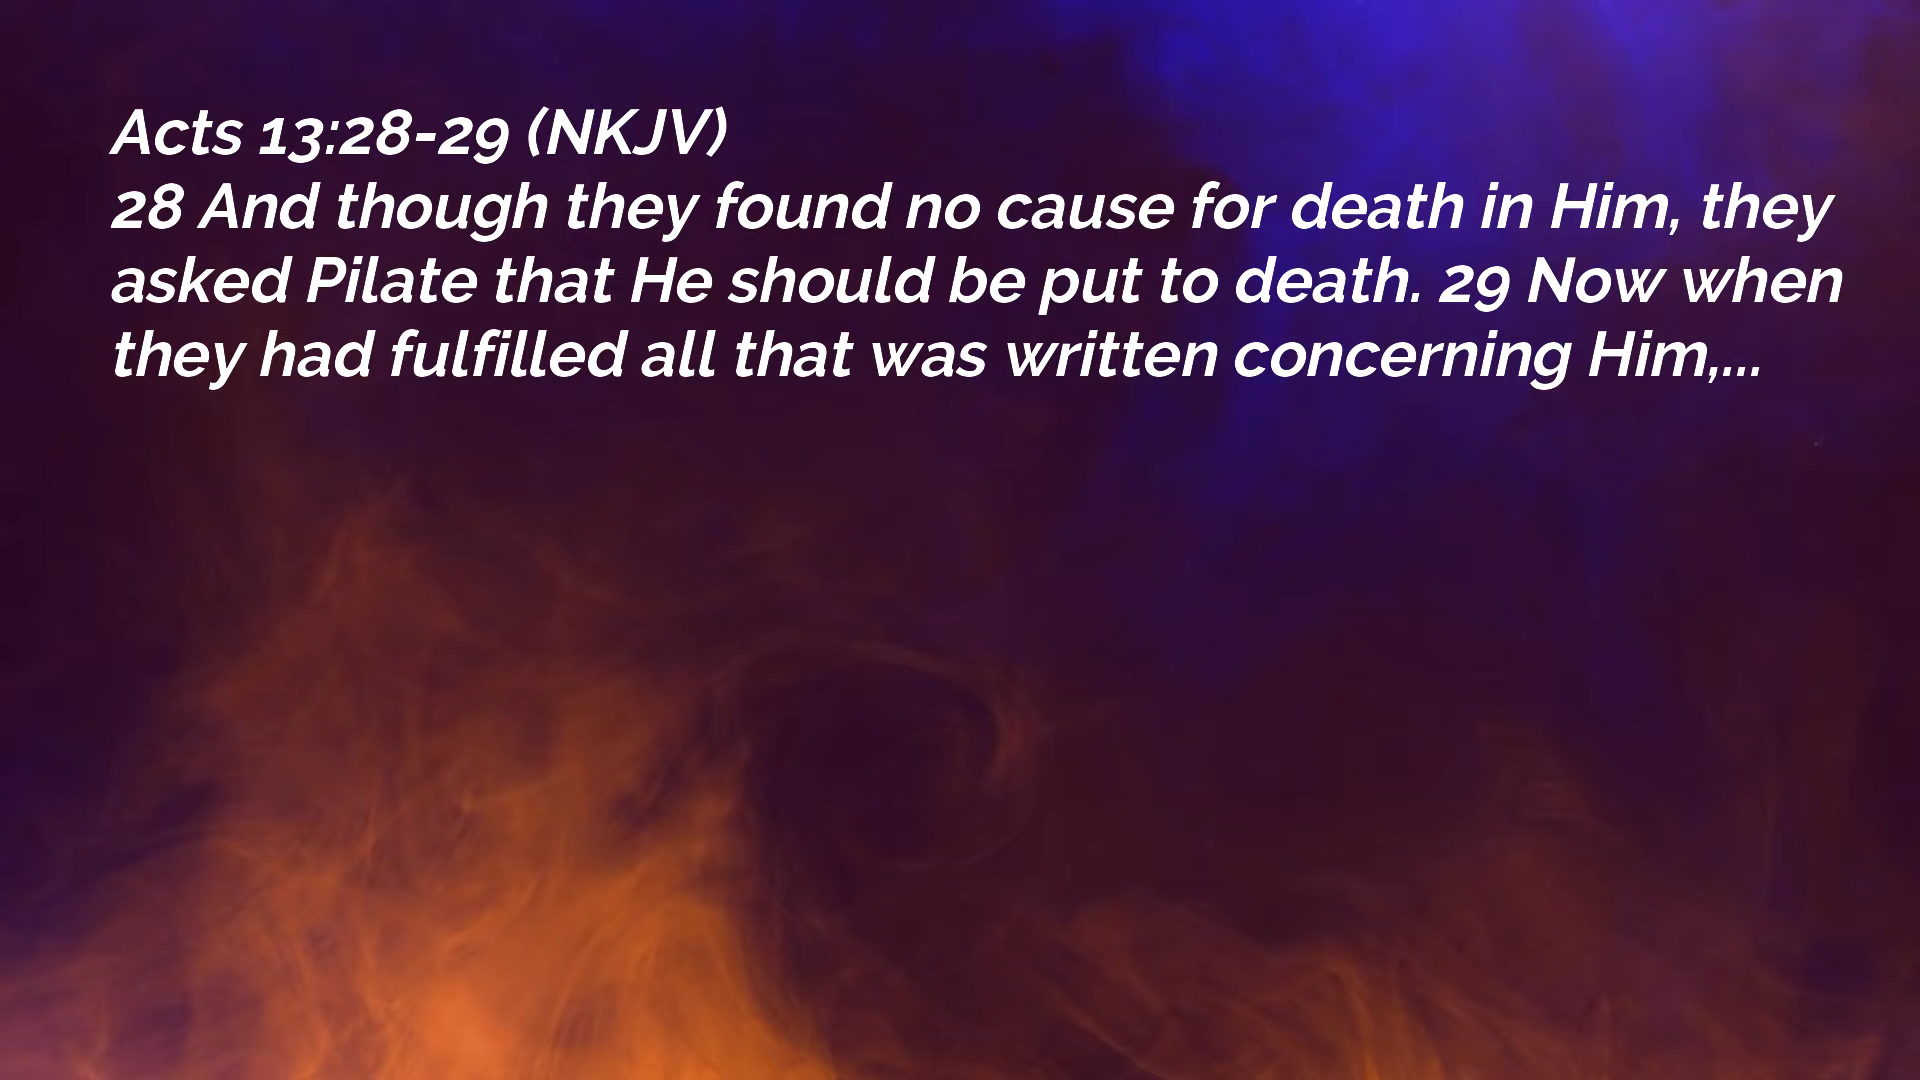 Acts 13:28-29 (NKJV)
28 And though they found no cause for death in Him, they
asked Pilate that He should be put to death. 29 Now when
they had fulfilled all that was written concerning Him,...